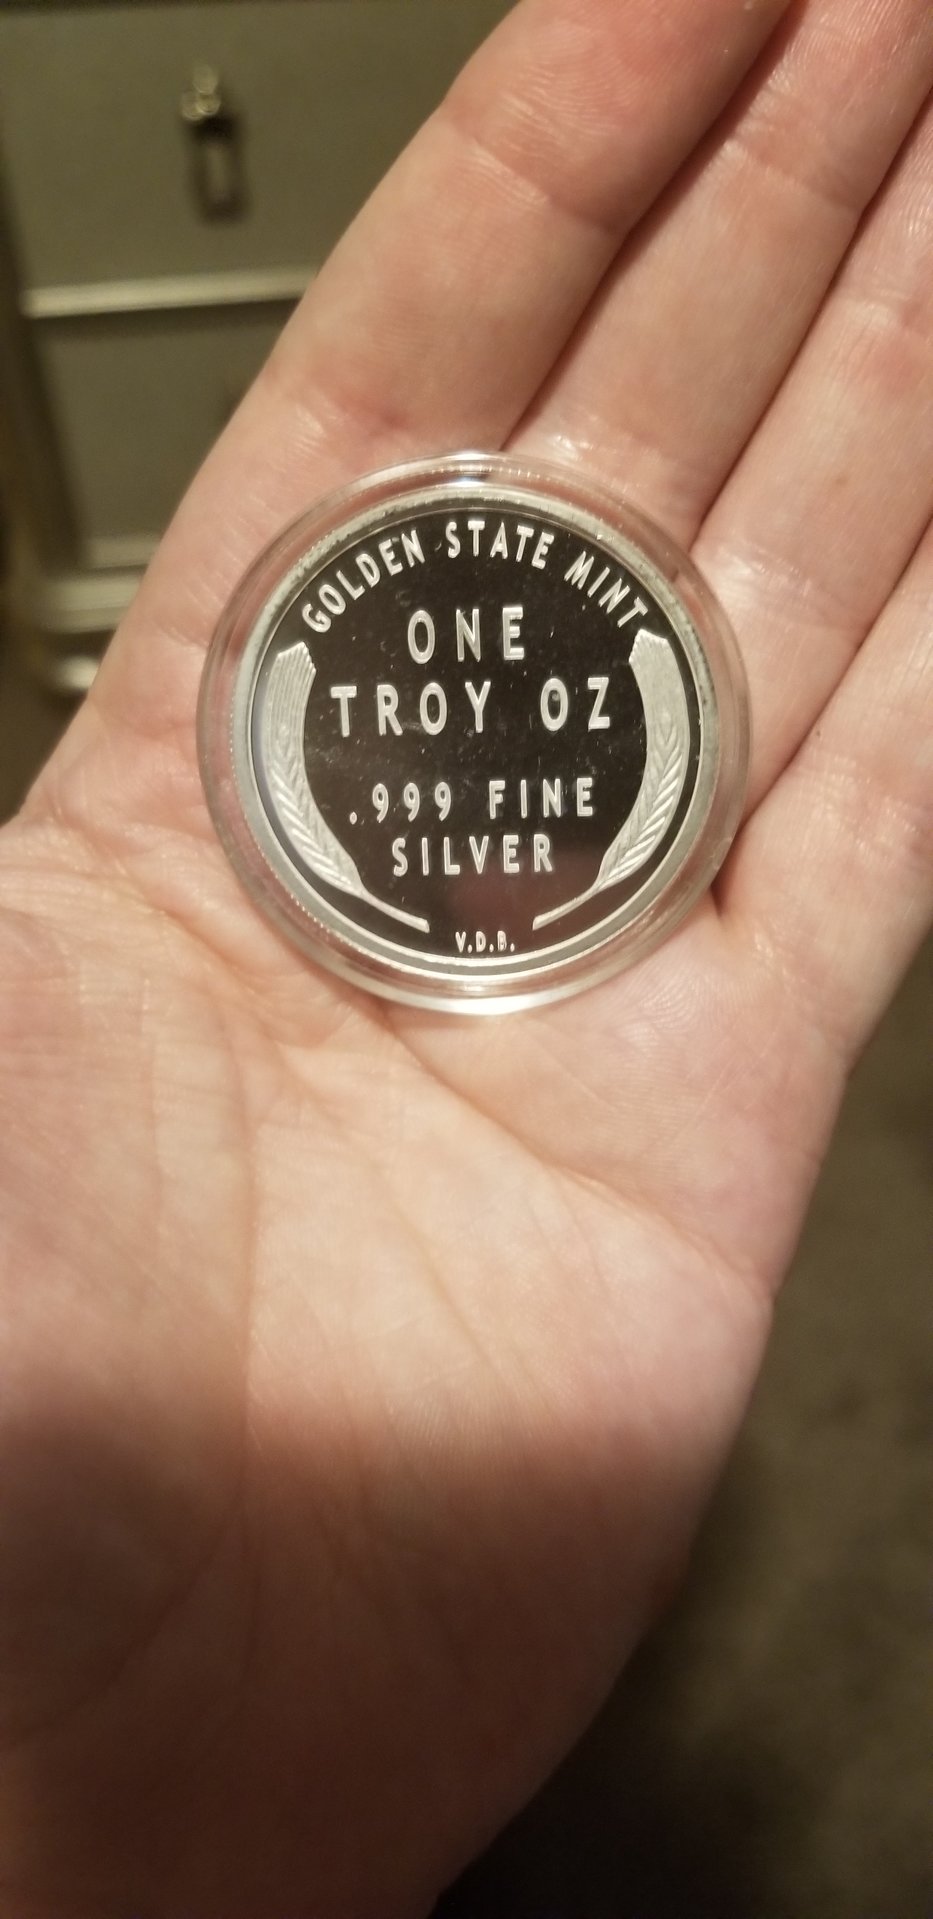 GOLDEN STATE MINT
ONE
TROY OZ
.999 FINE
SILVER
V.D.B.